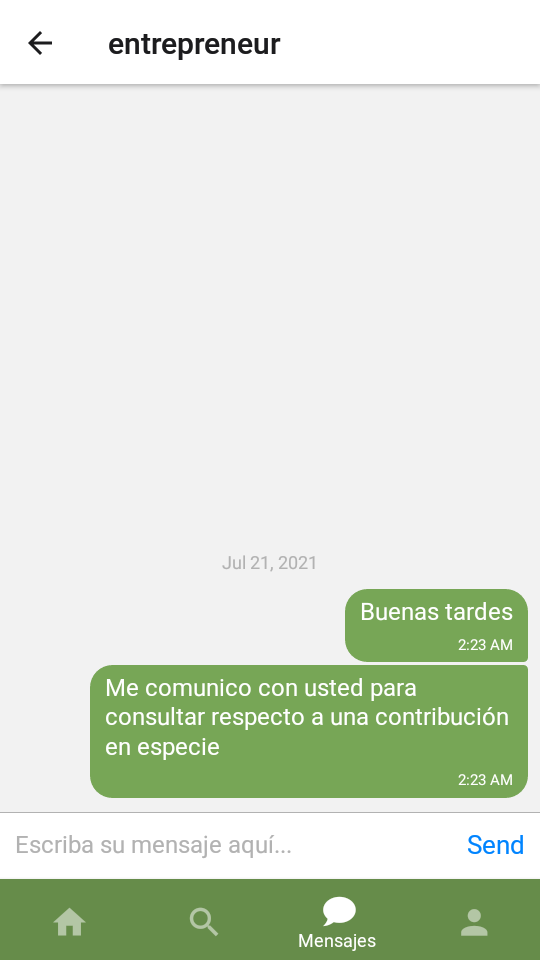 entrepreneur
Jul 21, 2021
Buenas tardes
2:23 AM
Me comunico con usted para
consultar respecto a una contribución
en especie
2:23 AM
Escriba su mensaje aquí...
Send
Mensajes